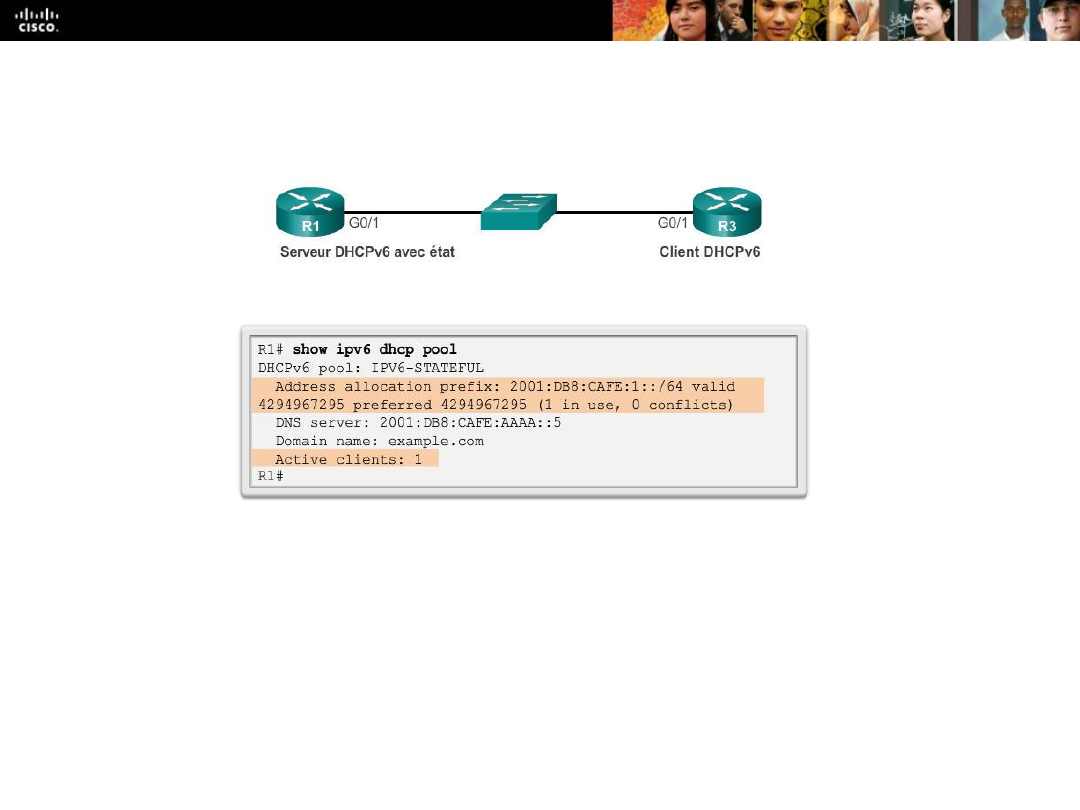 CISCO.
R1
G0/1
G0/1
R3
Serveur DHCPv6 avec état
Client DHCPv6
R1# show ipv6 dhcp pool
DHCPv6 pool: IPV6-STATEFUL
Address allocation prefix: 2001:DB8:CAFE:1::/64 valid
4294967295 preferred 4294967295 (1 in use, 0 conflicts)
DNS server: 2001:DB8:CAFE:AAAA::5
Domain name: example.com
Active clients: 1
R1#